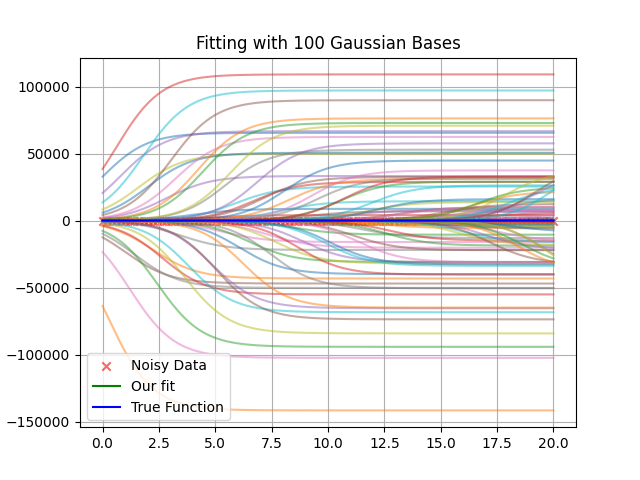 Fitting with 100 Gaussian Bases
100000
50000
0
−50000
−100000
−150000
Noisy Data
Our fit
True Function
0.0 2.5 5.0 7.5 10.0 12.5 15.0 17.5 20.0